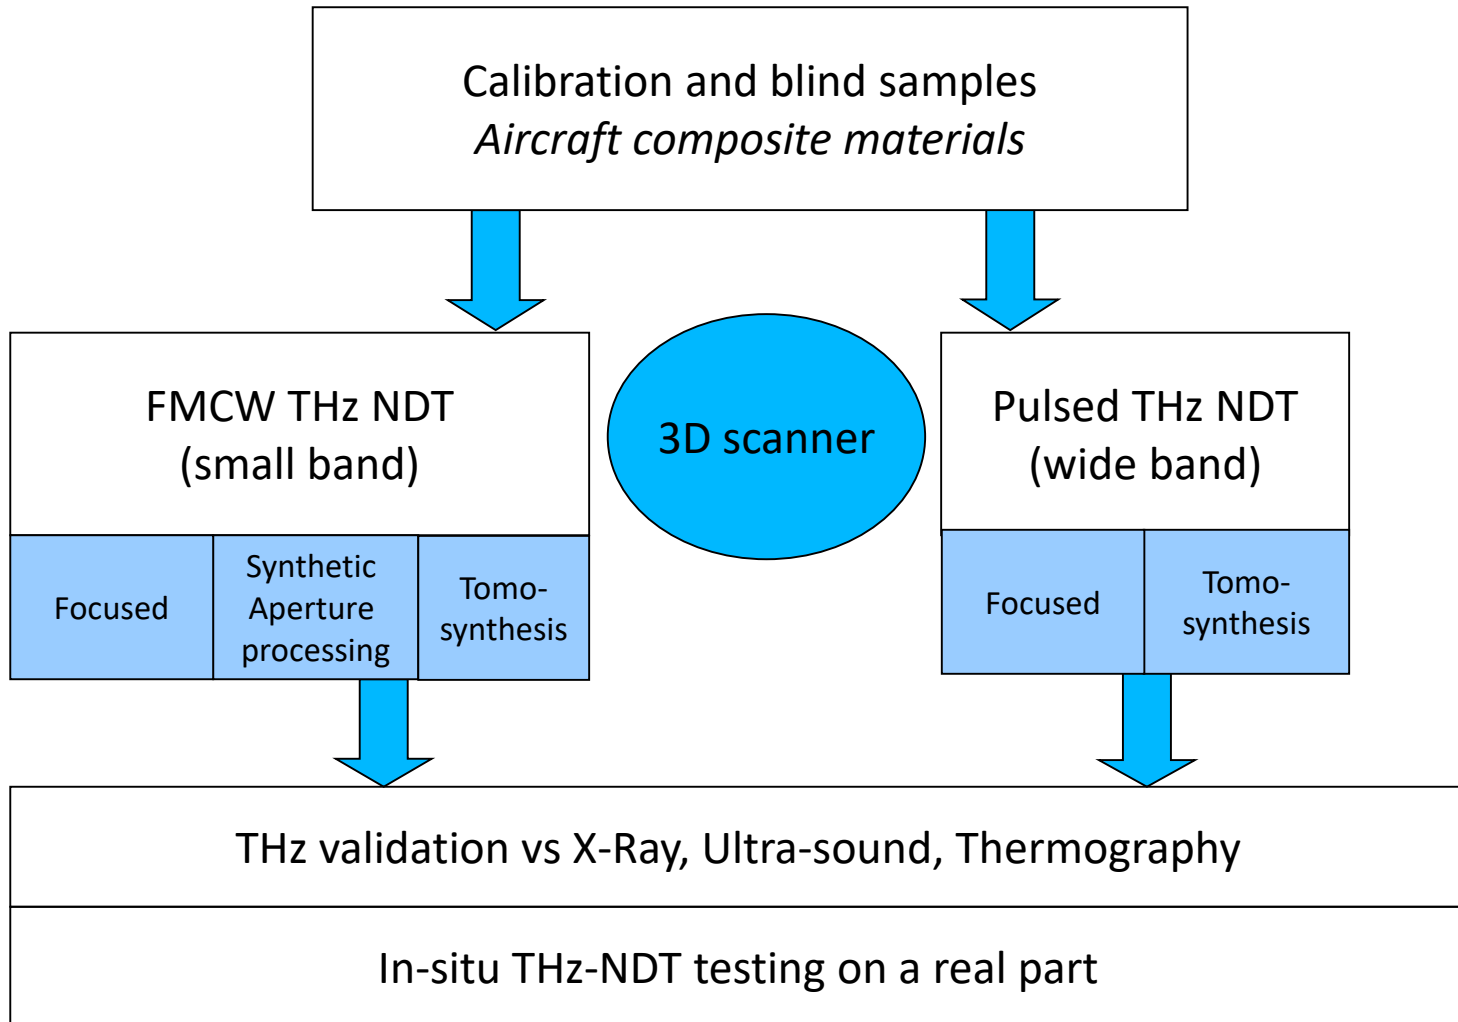 Calibration and blind samples
Aircraft composite materials
FMCW THz NDT
(small band)
3D scanner
Pulsed THz NDT
(wide band)
Focused
Synthetic
Aperture
processing
Tomo-
synthesis
Focused
Tomo-
synthesis
THz validation vs X-Ray, Ultra-sound, Thermography
In-situ THz-NDT testing on a real part